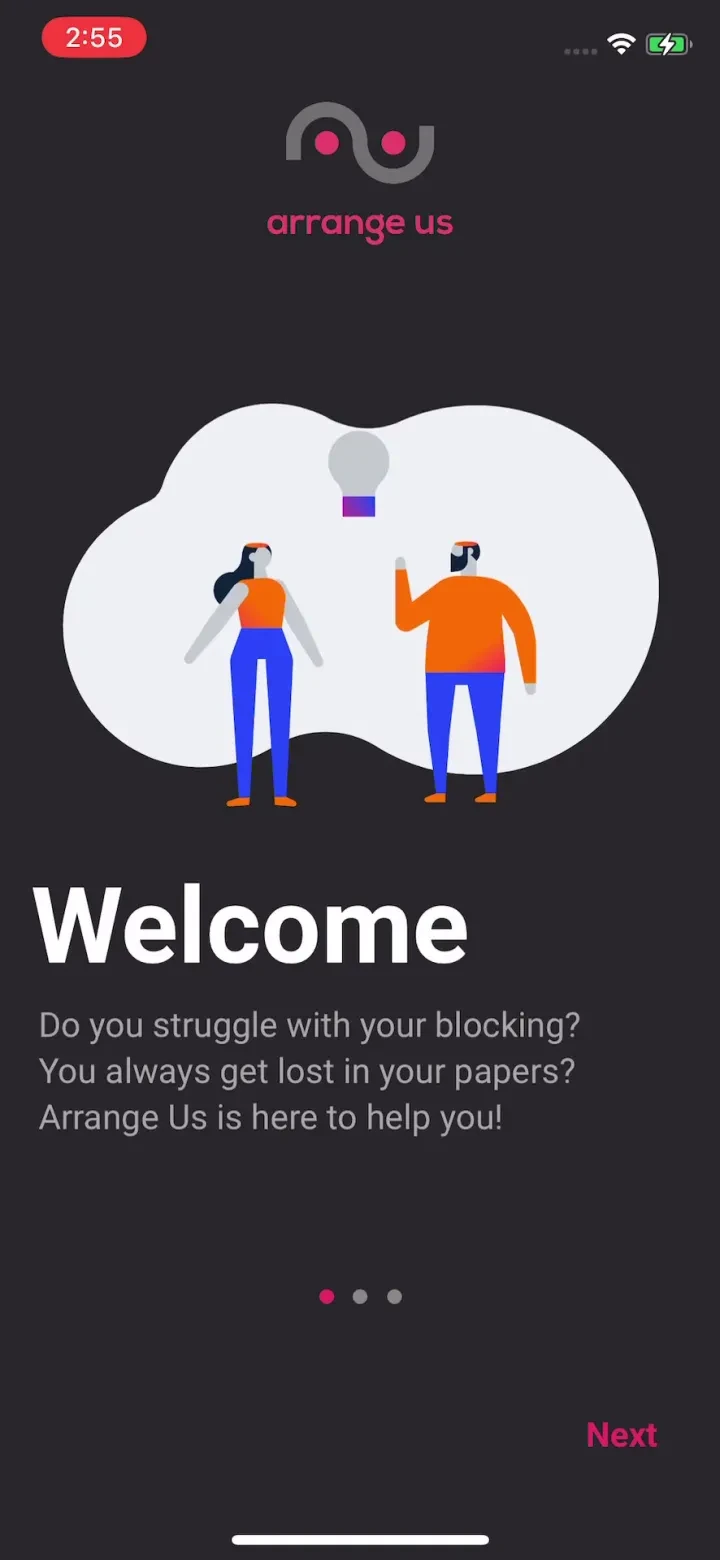 2:55
arrange us
Welcome
Do you struggle with your blocking?
You always get lost in your papers?
Arrange Us is here to help you!
Next